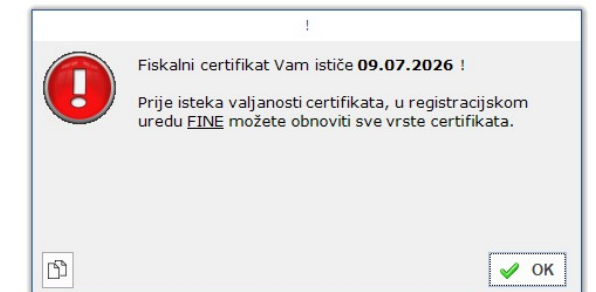 !
Fiskalni certifikat Vam ističe 09.07.2026 !
Prije isteka valjanosti certifikata, u registracijskom
uredu FINE možete obnoviti sve vrste certifikata.
OK